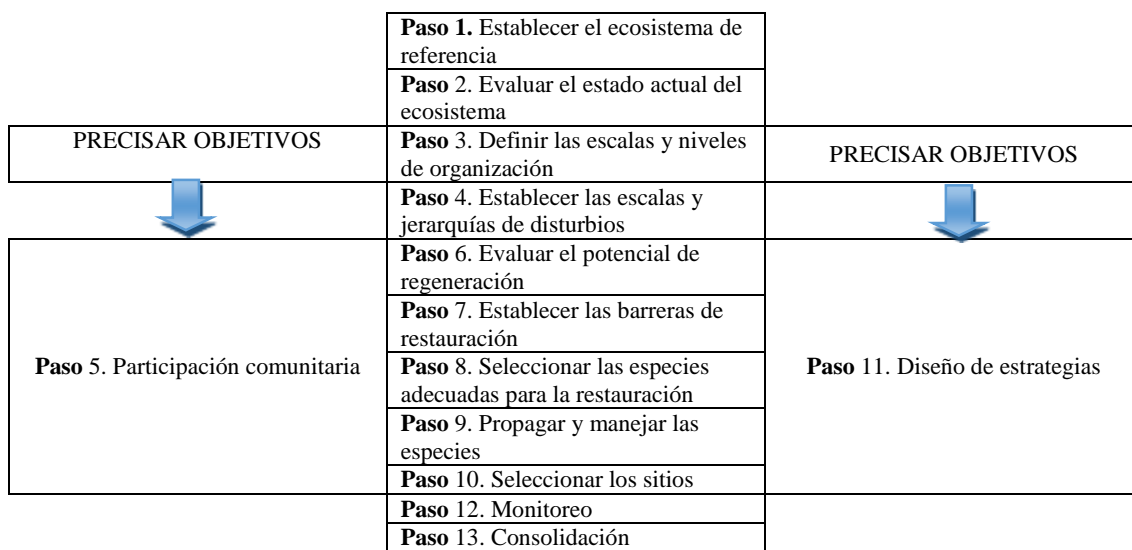 Paso 1. Establecer el ecosistema de
referencia
Paso 2. Evaluar el estado actual del
ecosistema
PRECISAR OBJETIVOS
Paso 3. Definir las escalas y niveles
de organización
PRECISAR OBJETIVOS
Paso 4. Establecer las escalas y
jerarquías de disturbios
Paso 5. Participación comunitaria
Paso 6. Evaluar el potencial de
regeneración
Paso 7. Establecer las barreras de
restauración
Paso 8. Seleccionar las especies
adecuadas para la restauración
Paso 9. Propagar y manejar las
especies
Paso 10. Seleccionar los sitios
Paso 11. Diseño de estrategias
Paso 12. Monitoreo
Paso 13. Consolidación